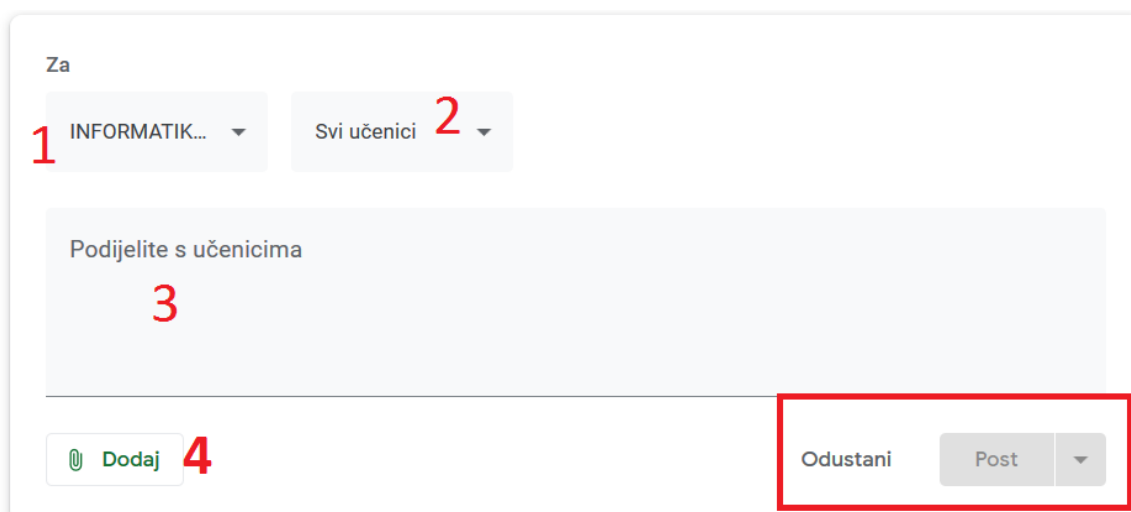 Za
1 INFORMATIK... Svi učenici 2
Podijelite s učenicima
3
Dodaj 4 Odustani Post